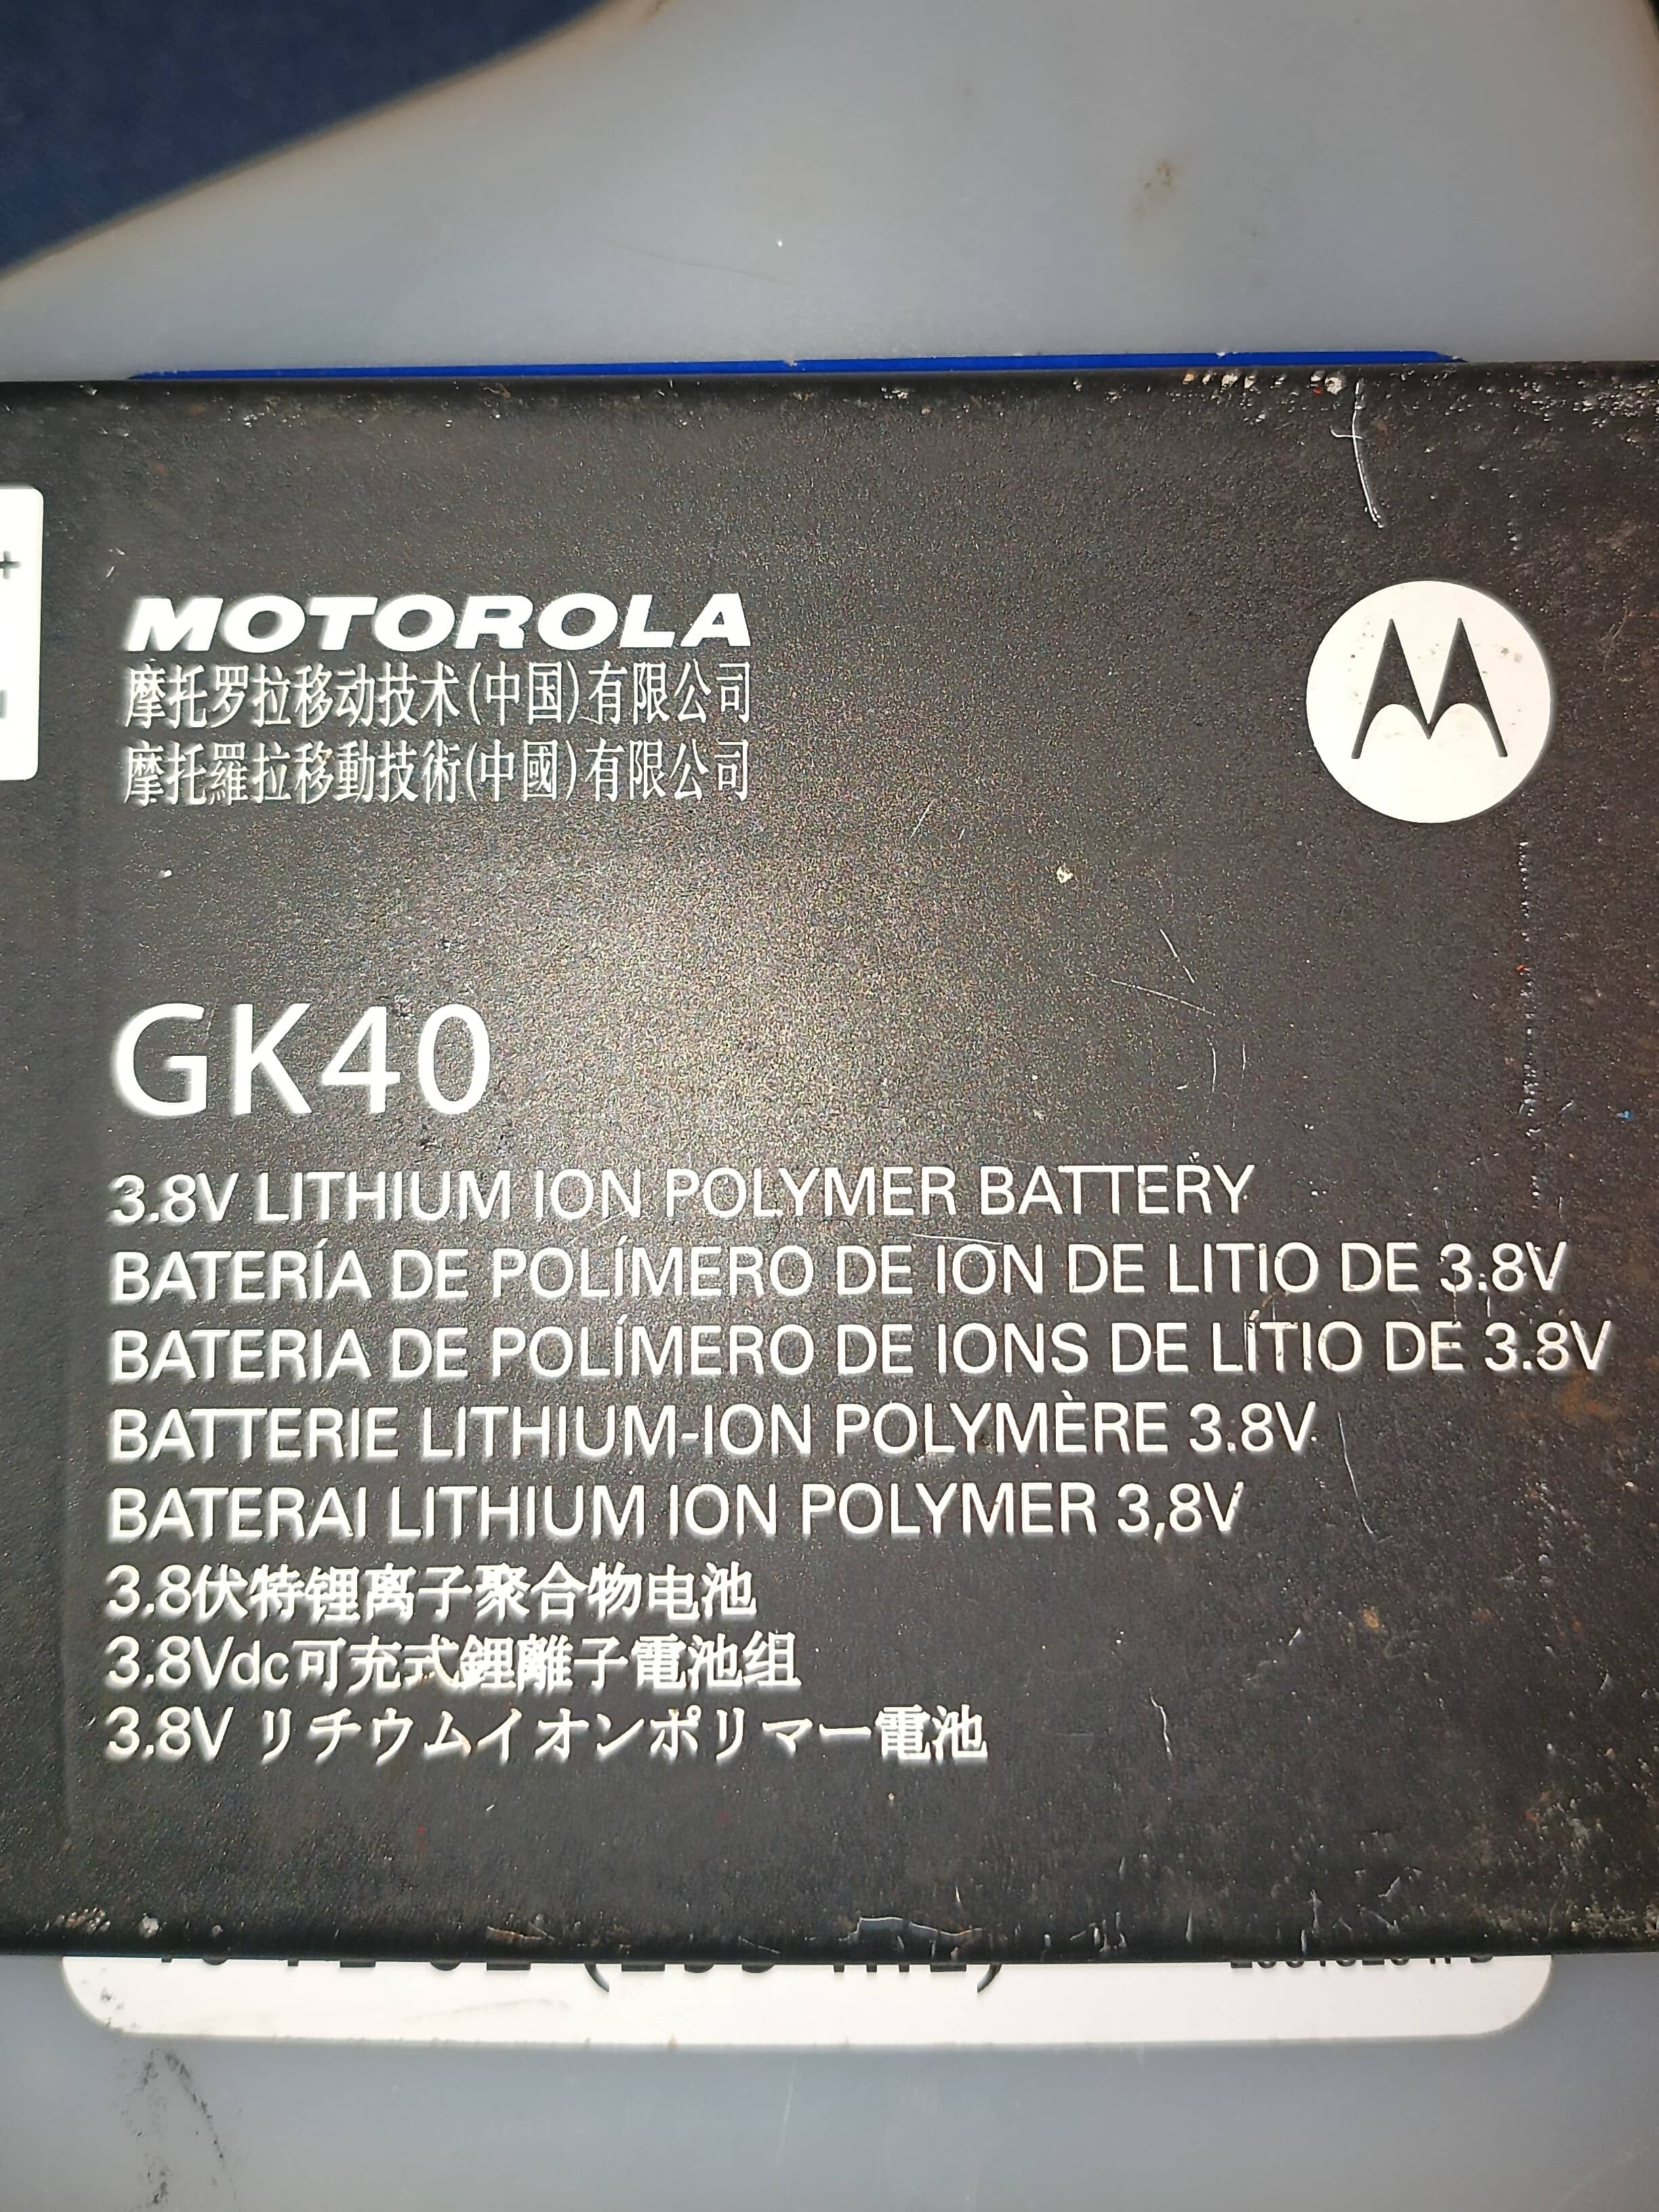 +
MOTOROLA
摩托罗拉移动技术(中国)有限公司
摩托羅拉移動技術(中國)有限公司
GK40
3.8V LITHIUM ION POLYMER BATTERY
BATERÍA DE POLÍMERO DE ION DE LITIO DE 3.8V
BATERIA DE POLÍMERO DE IONS DE LÍTIO DE 3.8V
BATTERIE LITHIUM-ION POLYMÈRE 3.8V
BATERAI LITHIUM ION POLYMER 3,8V
3.8伏特锂离子聚合物电池
3.8Vdc可充式鋰離子電池组
3.8V リチウムイオンポリマー電池